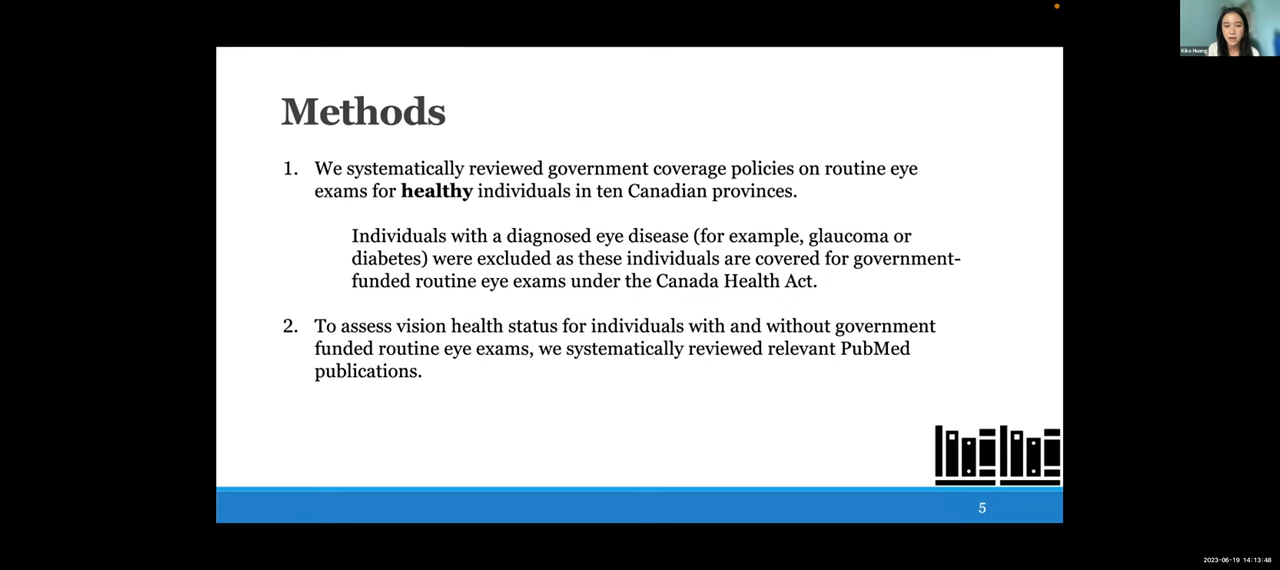 Kiko Huang
Methods
1. We systematically reviewed government coverage policies on routine eye
exams for healthy individuals in ten Canadian provinces.
Individuals with a diagnosed eye disease (for example, glaucoma or
diabetes) were excluded as these individuals are covered for government-
funded routine eye exams under the Canada Health Act.
2. To assess vision health status for individuals with and without government
funded routine eye exams, we systematically reviewed relevant PubMed
publications.
5
2023-06-19 14:13:48